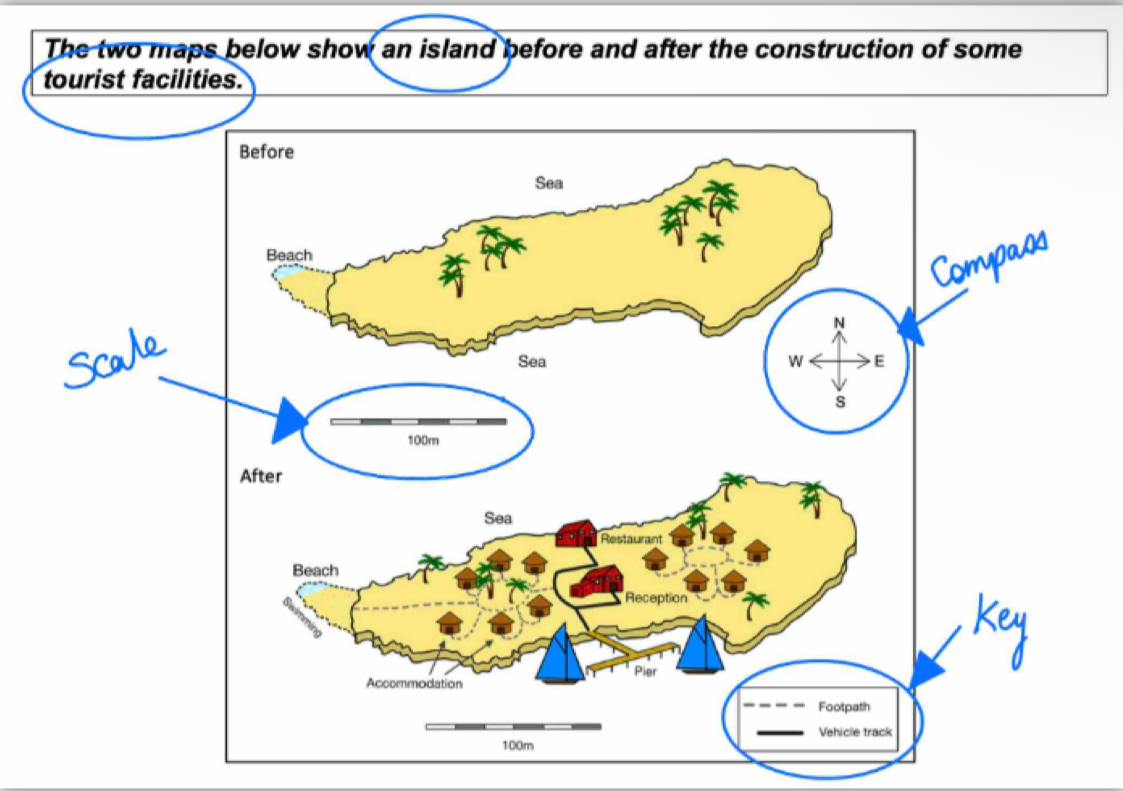 The two maps below show an island before and after the construction of some
tourist facilities.
Before
Sea
Beach
Compass
N
W E
S
Scale
Sea
100m
After
Sea
Restaurant
Beach
Swimming
Reception
Key
Pier
Accommodation
Footpath
Vehicle track
100m